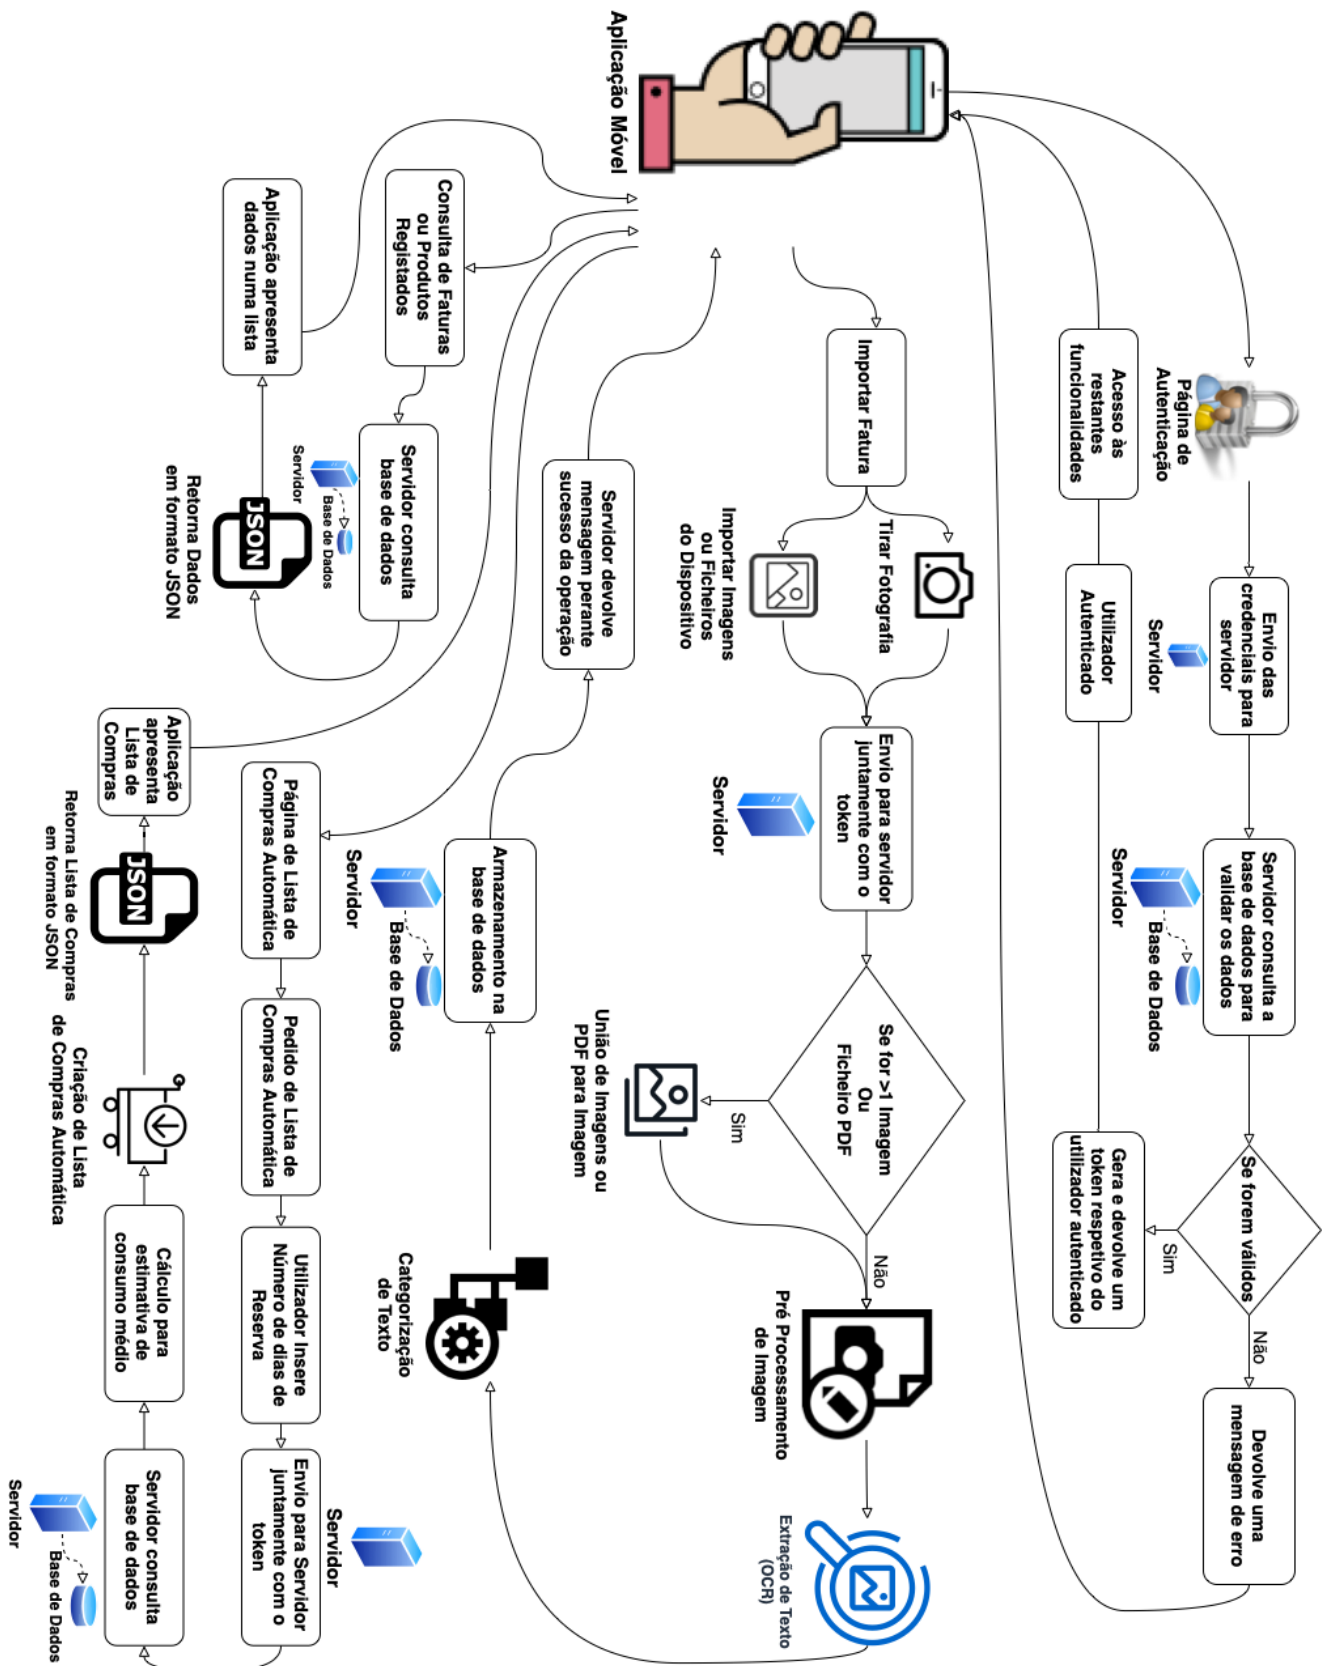 Aplicação Móvel
Página de
Autenticação
Envio das
credenciais para
servidor
Servidor
Servidor consulta a
base de dados para
validar os dados
Servidor
Base de Dados
Se forem válidos
Não
Devolve uma
mensagem de erro
Sim
Gera e devolve um
token respetivo do
utilizador autenticado
Utilizador
Autenticado
Acesso às
restantes
funcionalidades
Importar Fatura
Tirar Fotografia
Importar Imagens
ou Ficheiros
do Dispositivo
Envio para servidor
juntamente com o
token
Servidor
Se for >1 Imagem
Ou
Ficheiro PDF
Sim
União de Imagens ou
PDF para Imagem
Não
Pré Processamento
de Imagem
Extração de Texto
(OCR)
Categorização
de Texto
Armazenamento na
base de dados
Servidor
Base de Dados
Servidor devolve
mensagem perante
sucesso da operação
Consulta de Faturas
ou Produtos
Registados
Servidor consulta
base de dados
Servidor
Base de Dados
JSON
Retorna Dados
em formato JSON
Aplicação apresenta
dados numa lista
Página de Lista de
Compras Automática
Pedido de Lista de
Compras Automática
Utilizador Insere
Número de dias de
Reserva
Envio para Servidor
juntamente com o
token
Servidor
Servidor consulta
base de dados
Servidor
Base de Dados
Cálculo para
estimativa de
consumo médio
Criação de Lista
de Compras Automática
JSON
Retorna Lista de Compras
em formato JSON
Aplicação
apresenta
Lista de
Compras